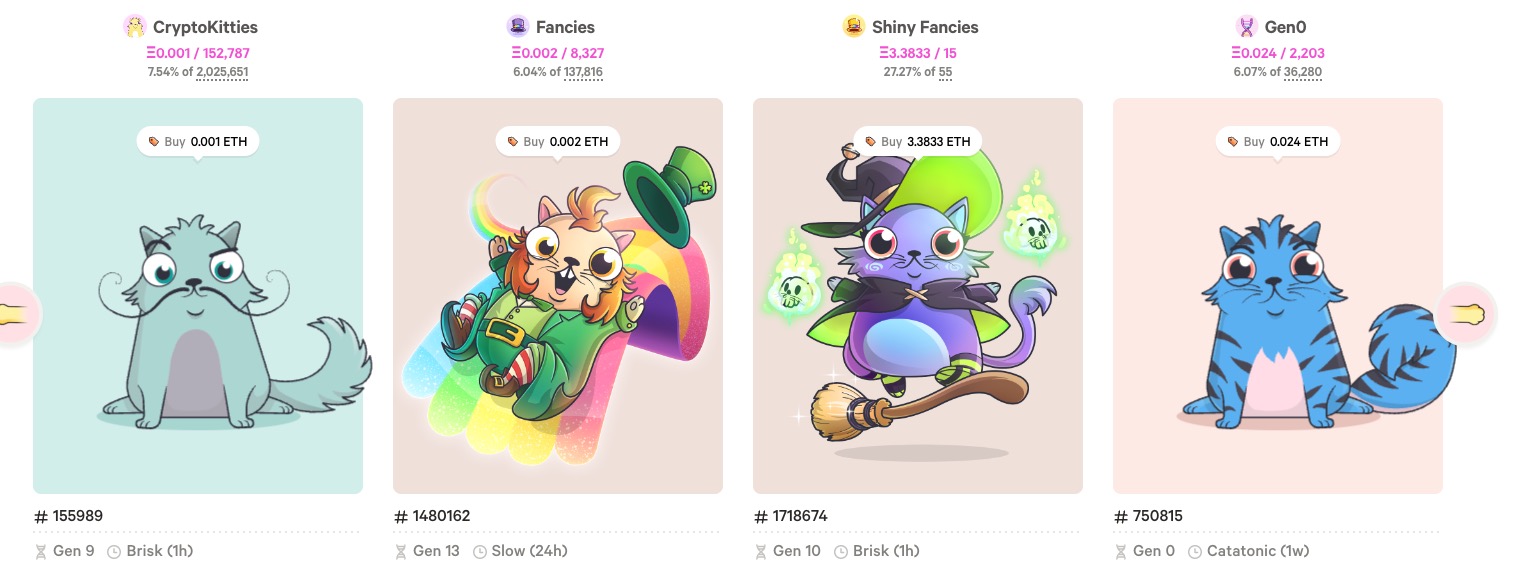 CryptoKitties
Ξ0.001 / 152,787
7.54% of 2,025,651
Buy 0.001 ETH
# 155989
Gen 9 Brisk (1h)
Fancies
Ξ0.002 / 8,327
6.04% of 137,816
Buy 0.002 ETH
# 1480162
Gen 13 Slow (24h)
Shiny Fancies
Ξ3.3833 / 15
27.27% of 55
Buy 3.3833 ETH
# 1718674
Gen 10 Brisk (1h)
Gen0
Ξ0.024 / 2,203
6.07% of 36,280
Buy 0.024 ETH
# 750815
Gen 0 Catatonic (1w)